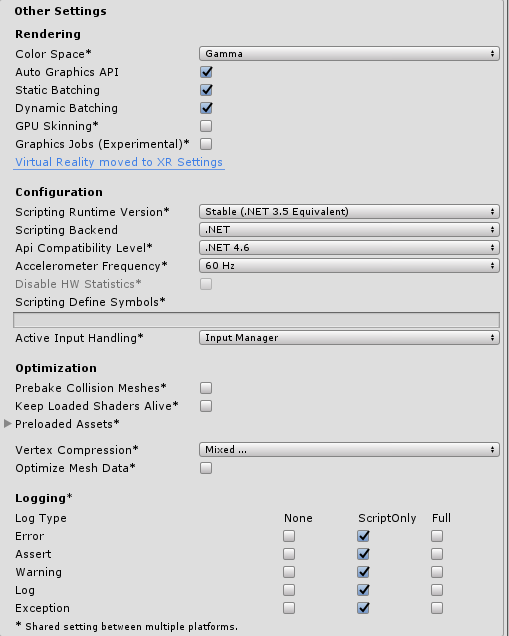 Other Settings
Rendering
Color Space* Gamma
Auto Graphics API
Static Batching
Dynamic Batching
GPU Skinning*
Graphics Jobs (Experimental)*
Virtual Reality moved to XR Settings
Configuration
Scripting Runtime Version* Stable (.NET 3.5 Equivalent)
Scripting Backend .NET
Api Compatibility Level* .NET 4.6
Accelerometer Frequency* 60 Hz
Disable HW Statistics*
Scripting Define Symbols*
Active Input Handling* Input Manager
Optimization
Prebake Collision Meshes*
Keep Loaded Shaders Alive*
Preloaded Assets*
Vertex Compression* Mixed ...
Optimize Mesh Data*
Logging*
Log Type None ScriptOnly Full
Error
Assert
Warning
Log
Exception
* Shared setting between multiple platforms.